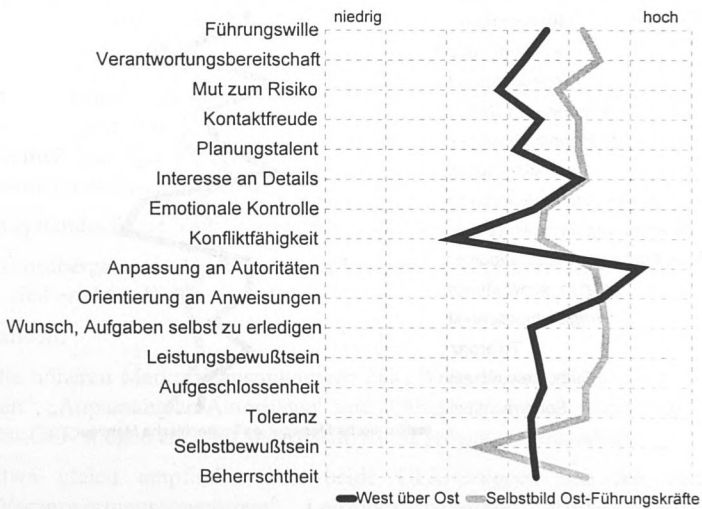 niedrig hoch
Führungswille
Verantwortungsbereitschaft
Mut zum Risiko
Kontaktfreude
Planungstalent
Interesse an Details
Emotionale Kontrolle
Konfliktfähigkeit
Anpassung an Autoritäten
Orientierung an Anweisungen
Wunsch, Aufgaben selbst zu erledigen
Leistungsbewußtsein
Aufgeschlossenheit
Toleranz
Selbstbewußtsein
Beherrschtheit
West über Ost Selbstbild Ost-Führungskräfte